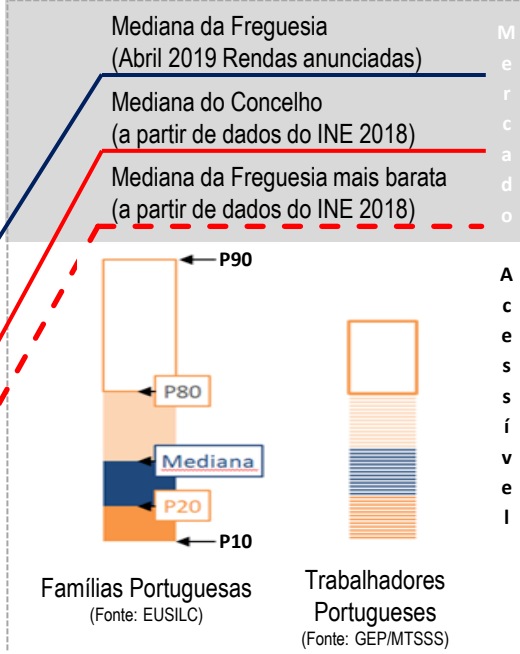 Mediana da Freguesia
(Abril 2019 Rendas anunciadas)
Mediana do Concelho
(a partir de dados do INE 2018)
Mediana da Freguesia mais barata
(a partir de dados do INE 2018)
Mercado
P90
P80
Mediana
P20
P10
Acessível
Famílias Portuguesas
(Fonte: EUSILC)
Trabalhadores
Portugueses
(Fonte: GEP/MTSSS)